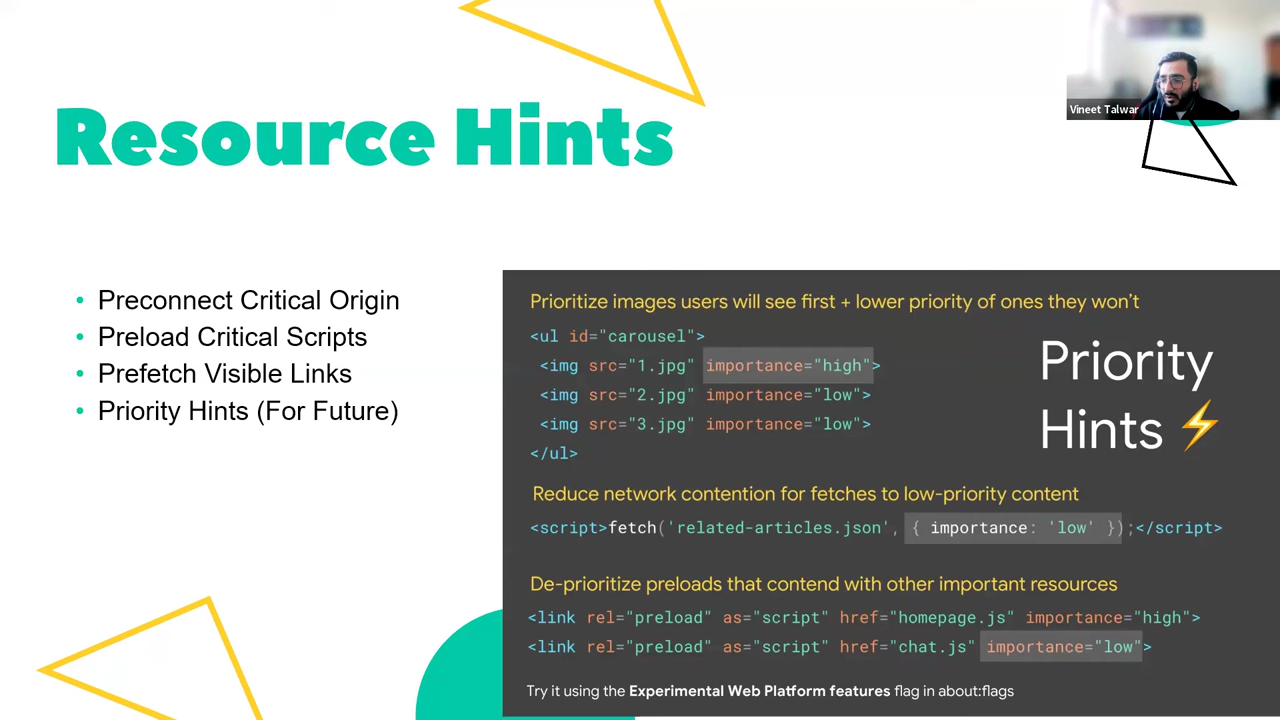 Resource Hints
Vineet Talwar
• Preconnect Critical Origin
• Preload Critical Scripts
• Prefetch Visible Links
• Priority Hints (For Future)
Prioritize images users will see first + lower priority of ones they won't
<ul id="carousel">
<img src="1.jpg" importance="high">
<img src="2.jpg" importance="low">
<img src="3.jpg" importance="low">
</ul>
Priority
Hints ⚡
Reduce network contention for fetches to low-priority content
<script>fetch('related-articles.json', { importance: 'low' });</script>
De-prioritize preloads that contend with other important resources
<link rel="preload" as="script" href="homepage.js" importance="high">
<link rel="preload" as="script" href="chat.js" importance="low">
Try it using the Experimental Web Platform features flag in about:flags